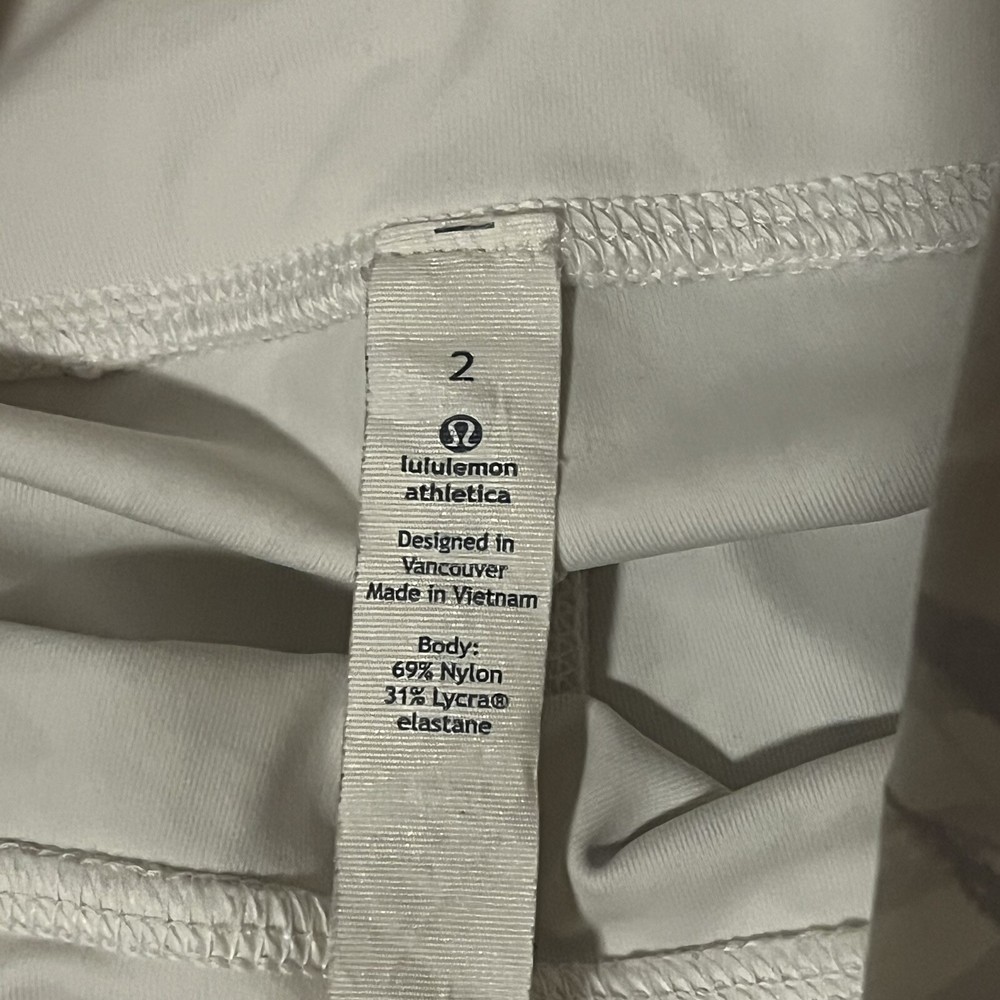 2
lululemon
athletica
Designed in
Vancouver
Made in Vietnam
Body:
69% Nylon
31% Lycra®
elastane